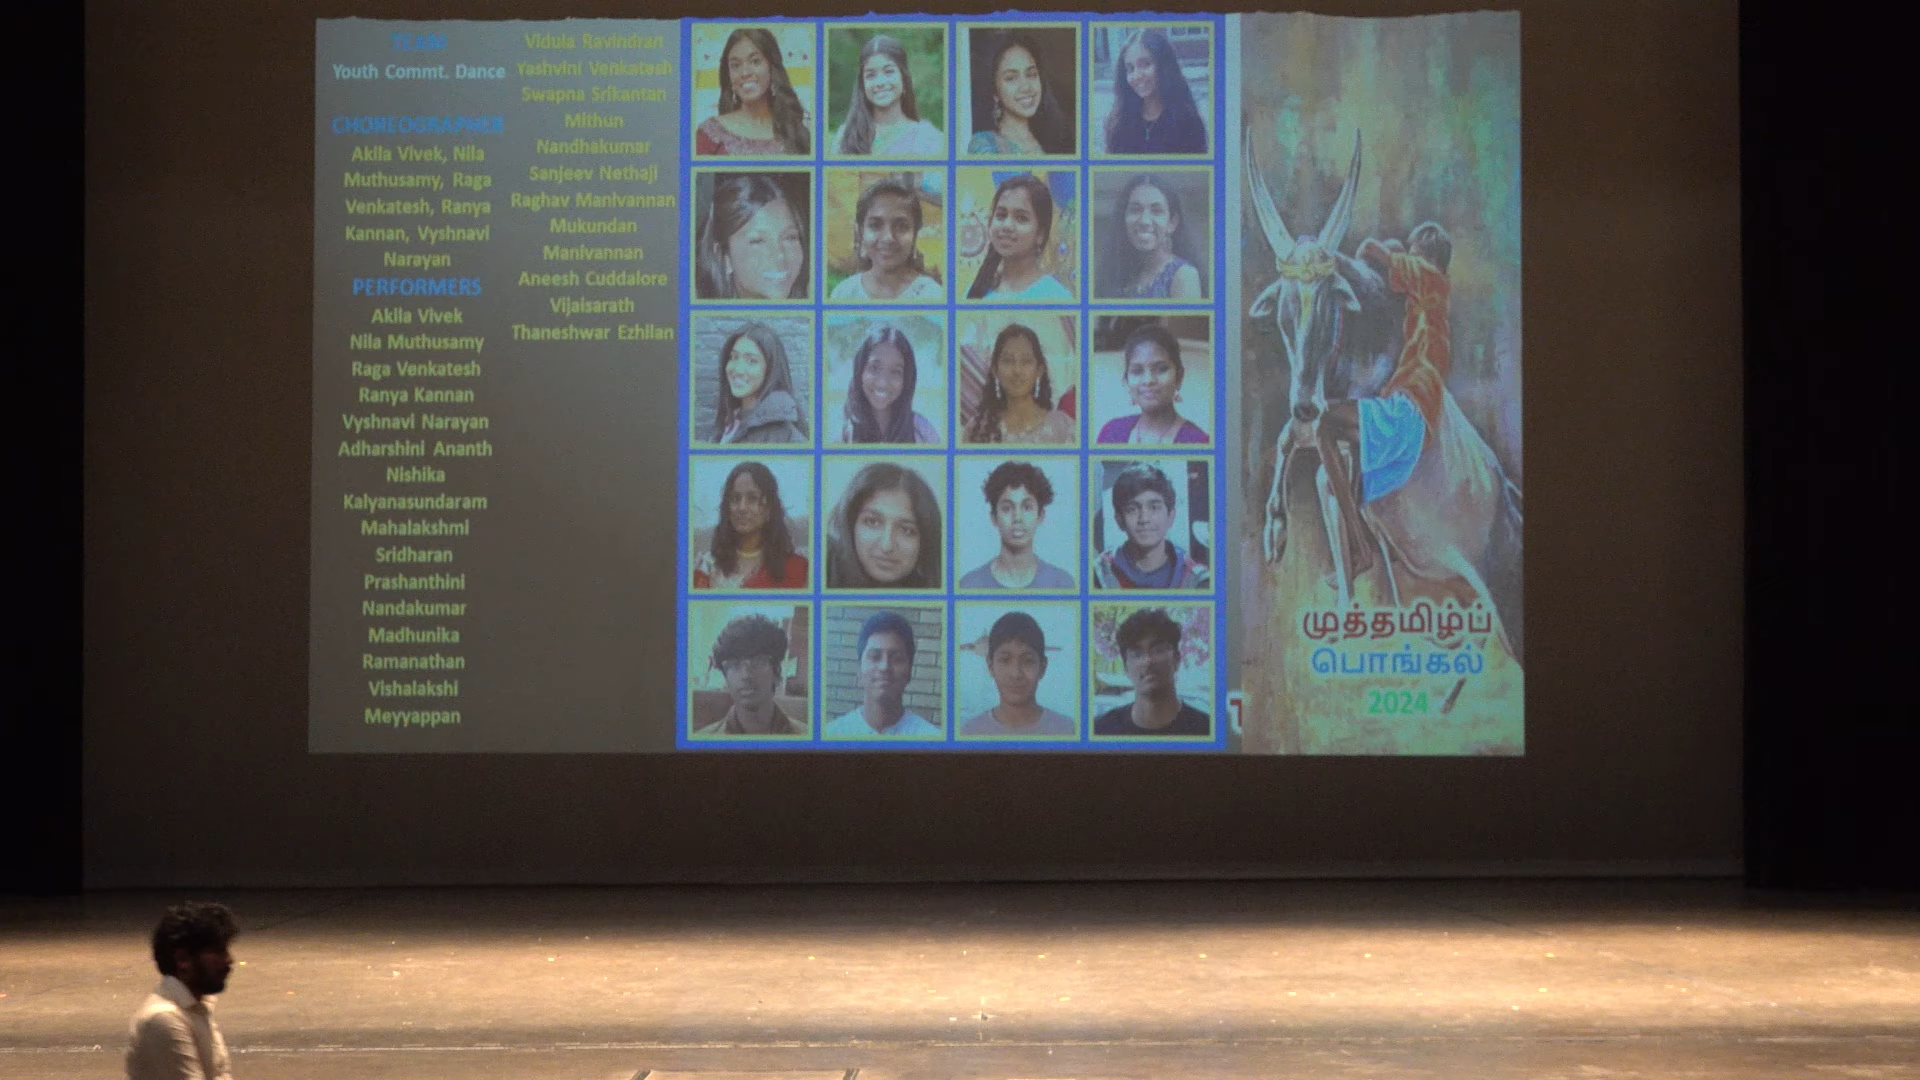 TEAM
Youth Commt. Dance
CHOREOGRAPHER
Akila Vivek, Nila
Muthusamy, Raga
Venkatesh, Ranya
Kannan, Vyshnavi
Narayan
PERFORMERS
Akila Vivek
Nila Muthusamy
Raga Venkatesh
Ranya Kannan
Vyshnavi Narayan
Adharshini Ananth
Nishika
Kalyanasundaram
Mahalakshmi
Sridharan
Prashanthini
Nandakumar
Madhunika
Ramanathan
Vishalakshi
Meyyappan
Vidula Ravindran
Yashvini Venkatesh
Swapna Srikantan
Mithun
Nandhakumar
Sanjeev Nethaji
Raghav Manivannan
Mukundan
Manivannan
Aneesh Cuddalore
Vijaisarath
Thaneshwar Ezhilan
முத்தமிழ்ப்
பொங்கல்
2024